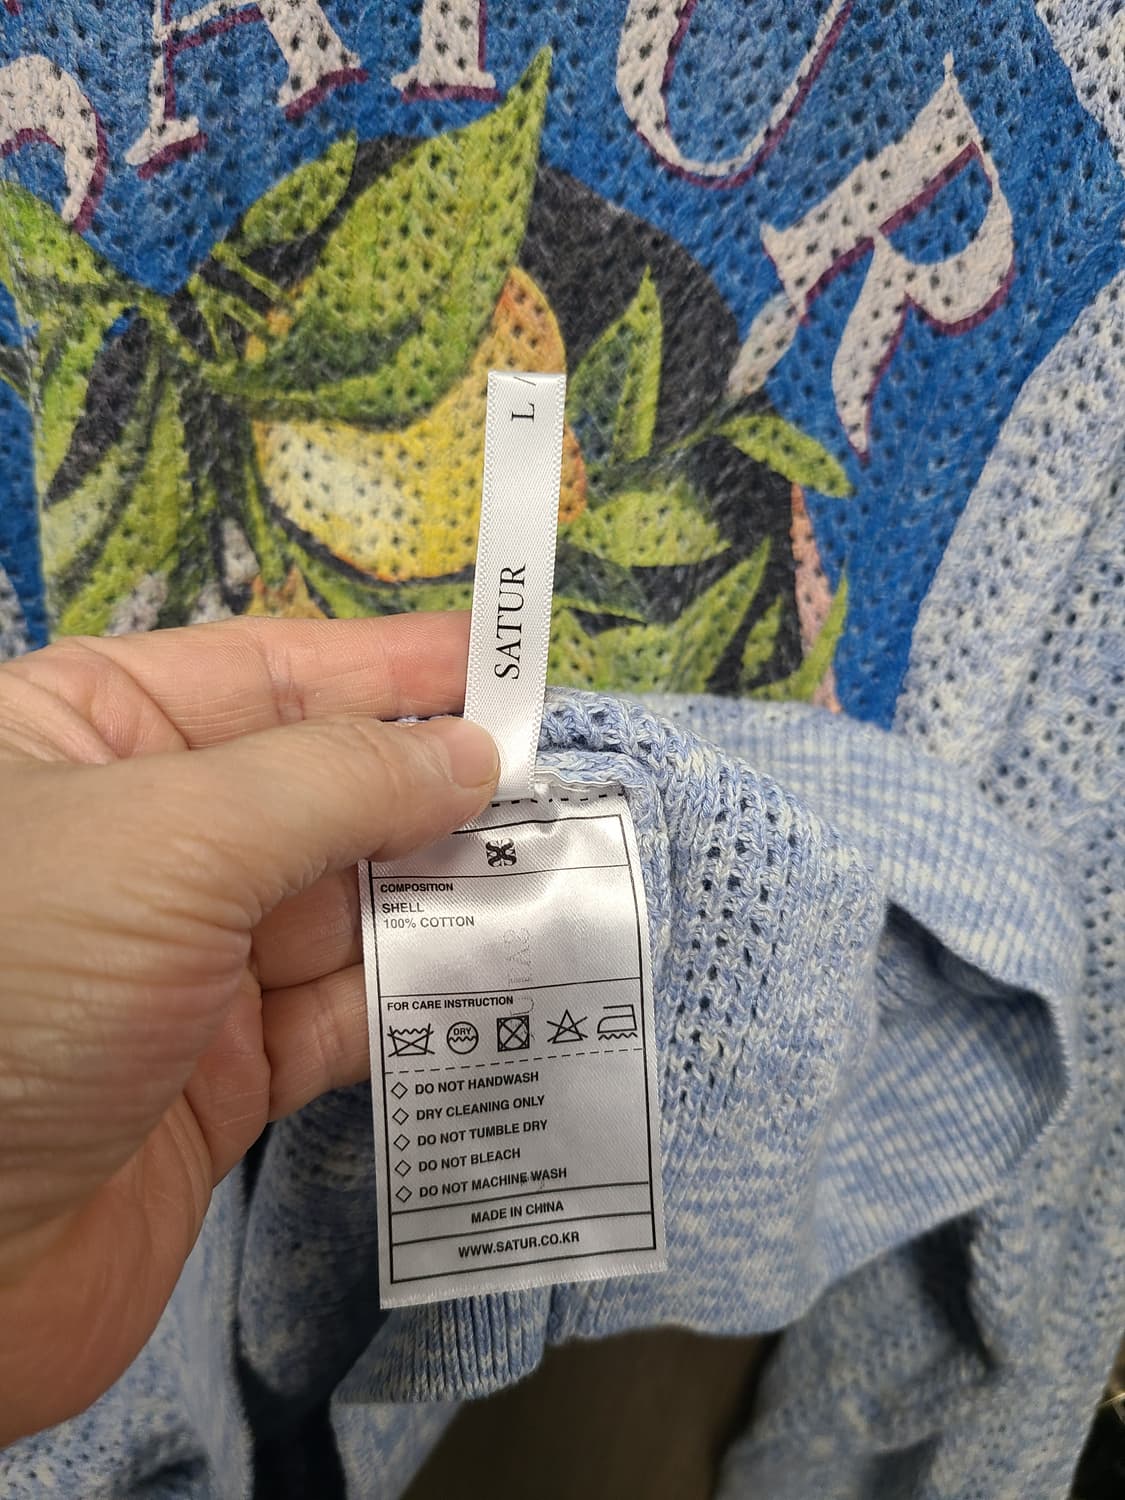 SATUR
L /
SATUR
COMPOSITION
SHELL
100% COTTON
FOR CARE INSTRUCTION
DRY
DO NOT HANDWASH
DRY CLEANING ONLY
DO NOT TUMBLE DRY
DO NOT BLEACH
DO NOT MACHINE WASH
MADE IN CHINA
WWW.SATUR.CO.KR